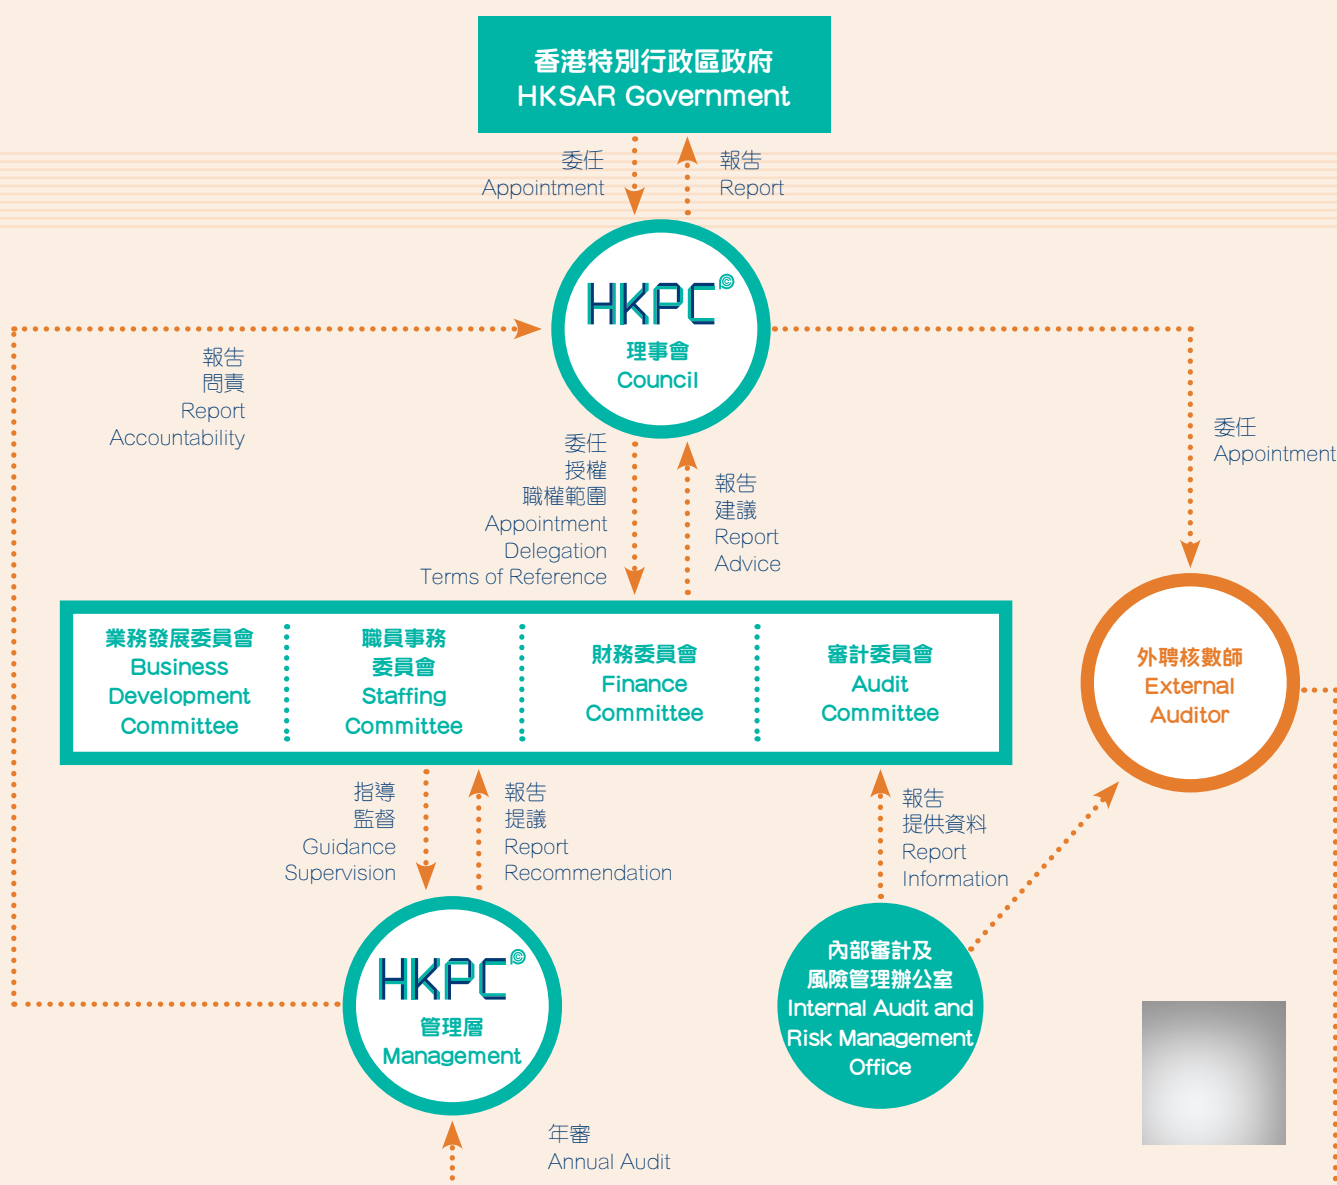 香港特別行政區政府
HKSAR Government
委任
Appointment
報告
Report
HKPC
理事會
Council
報告
問責
Report
Accountability
委任
授權
職權範圍
Appointment
Delegation
Terms of Reference
報告
建議
Report
Advice
委任
Appointment
業務發展委員會
Business
Development
Committee
職員事務
委員會
Staffing
Committee
財務委員會
Finance
Committee
審計委員會
Audit
Committee
外聘核數師
External
Auditor
指導
監督
Guidance
Supervision
報告
提議
Report
Recommendation
報告
提供資料
Report
Information
HKPC
管理層
Management
內部審計及
風險管理辦公室
Internal Audit and
Risk Management
Office
年審
Annual Audit